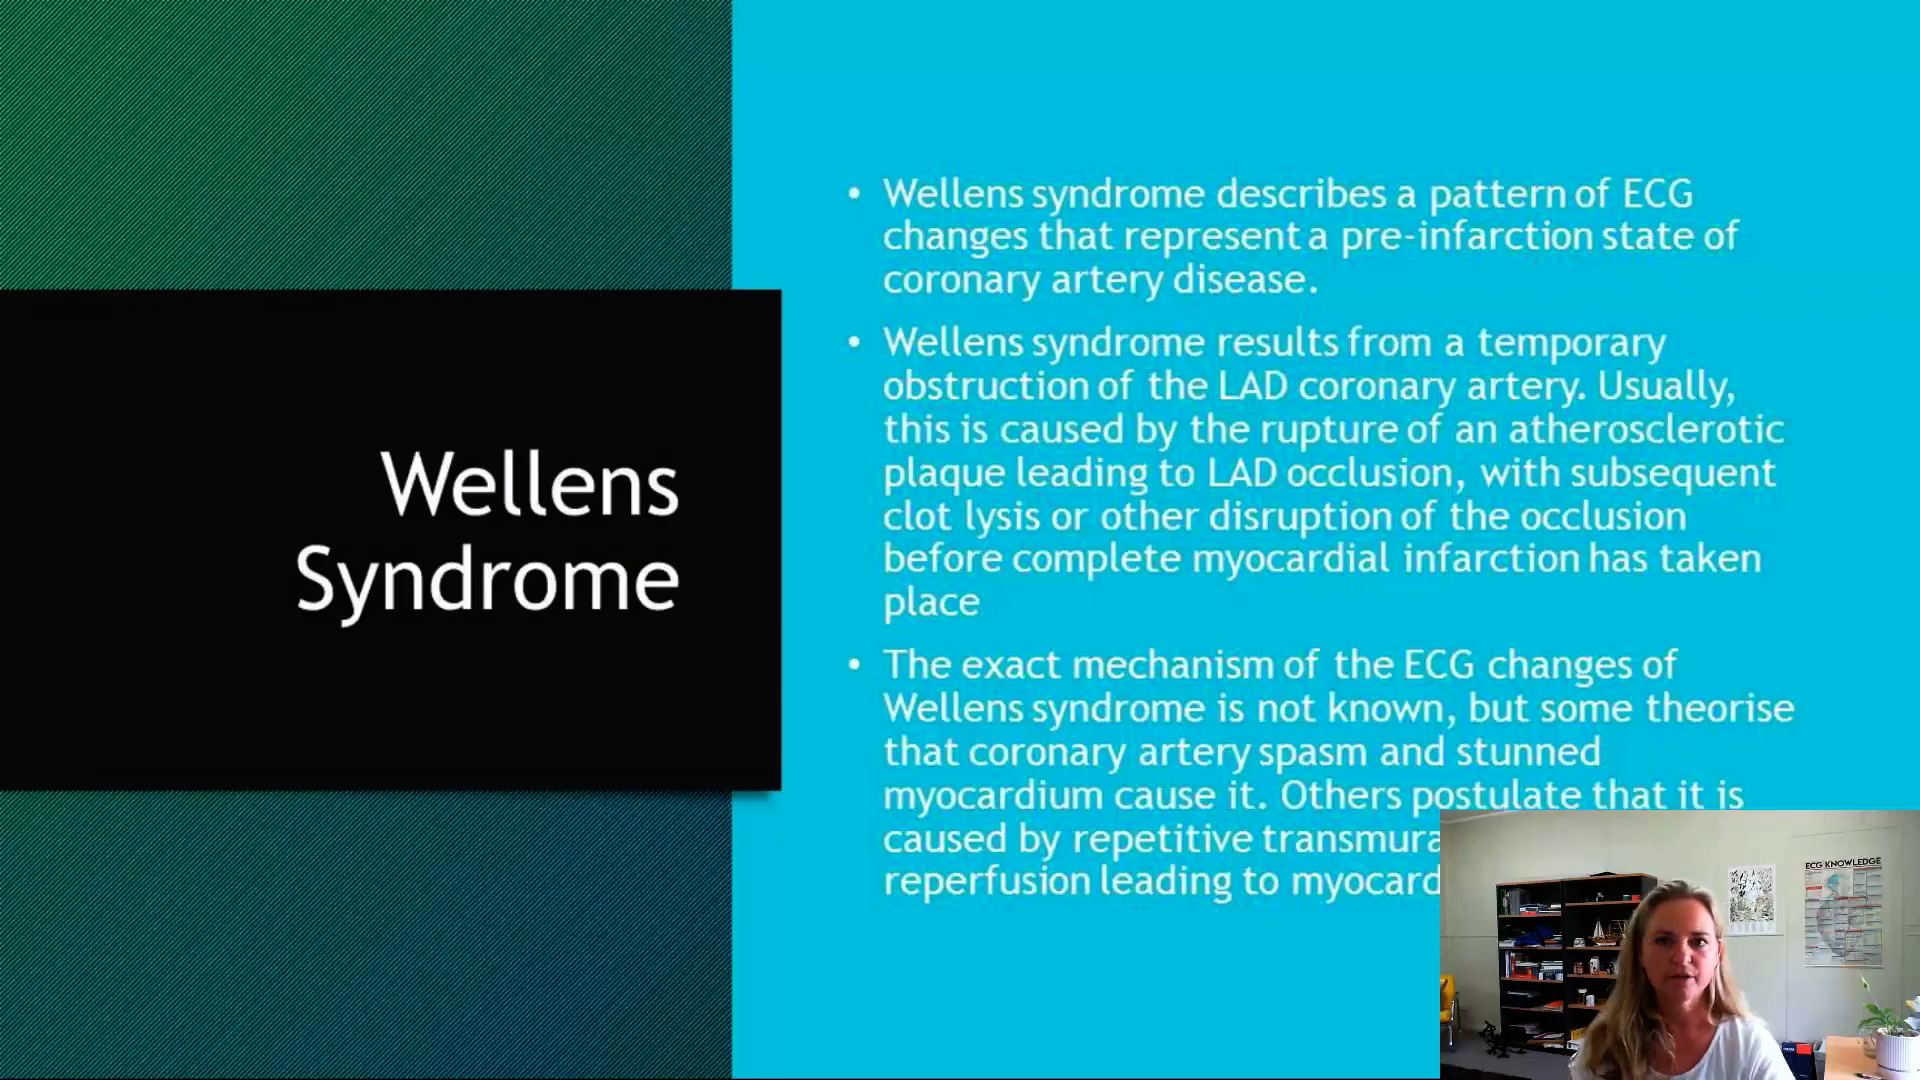 Wellens
Syndrome
• Wellens syndrome describes a pattern of ECG
changes that represent a pre-infarction state of
coronary artery disease.
• Wellens syndrome results from a temporary
obstruction of the LAD coronary artery. Usually,
this is caused by the rupture of an atherosclerotic
plaque leading to LAD occlusion, with subsequent
clot lysis or other disruption of the occlusion
before complete myocardial infarction has taken
place
• The exact mechanism of the ECG changes of
Wellens syndrome is not known, but some theorise
that coronary artery spasm and stunned
myocardium cause it. Others postulate that it is
caused by repetitive transmura
reperfusion leading to myocard
ECG KNOWLEDGE